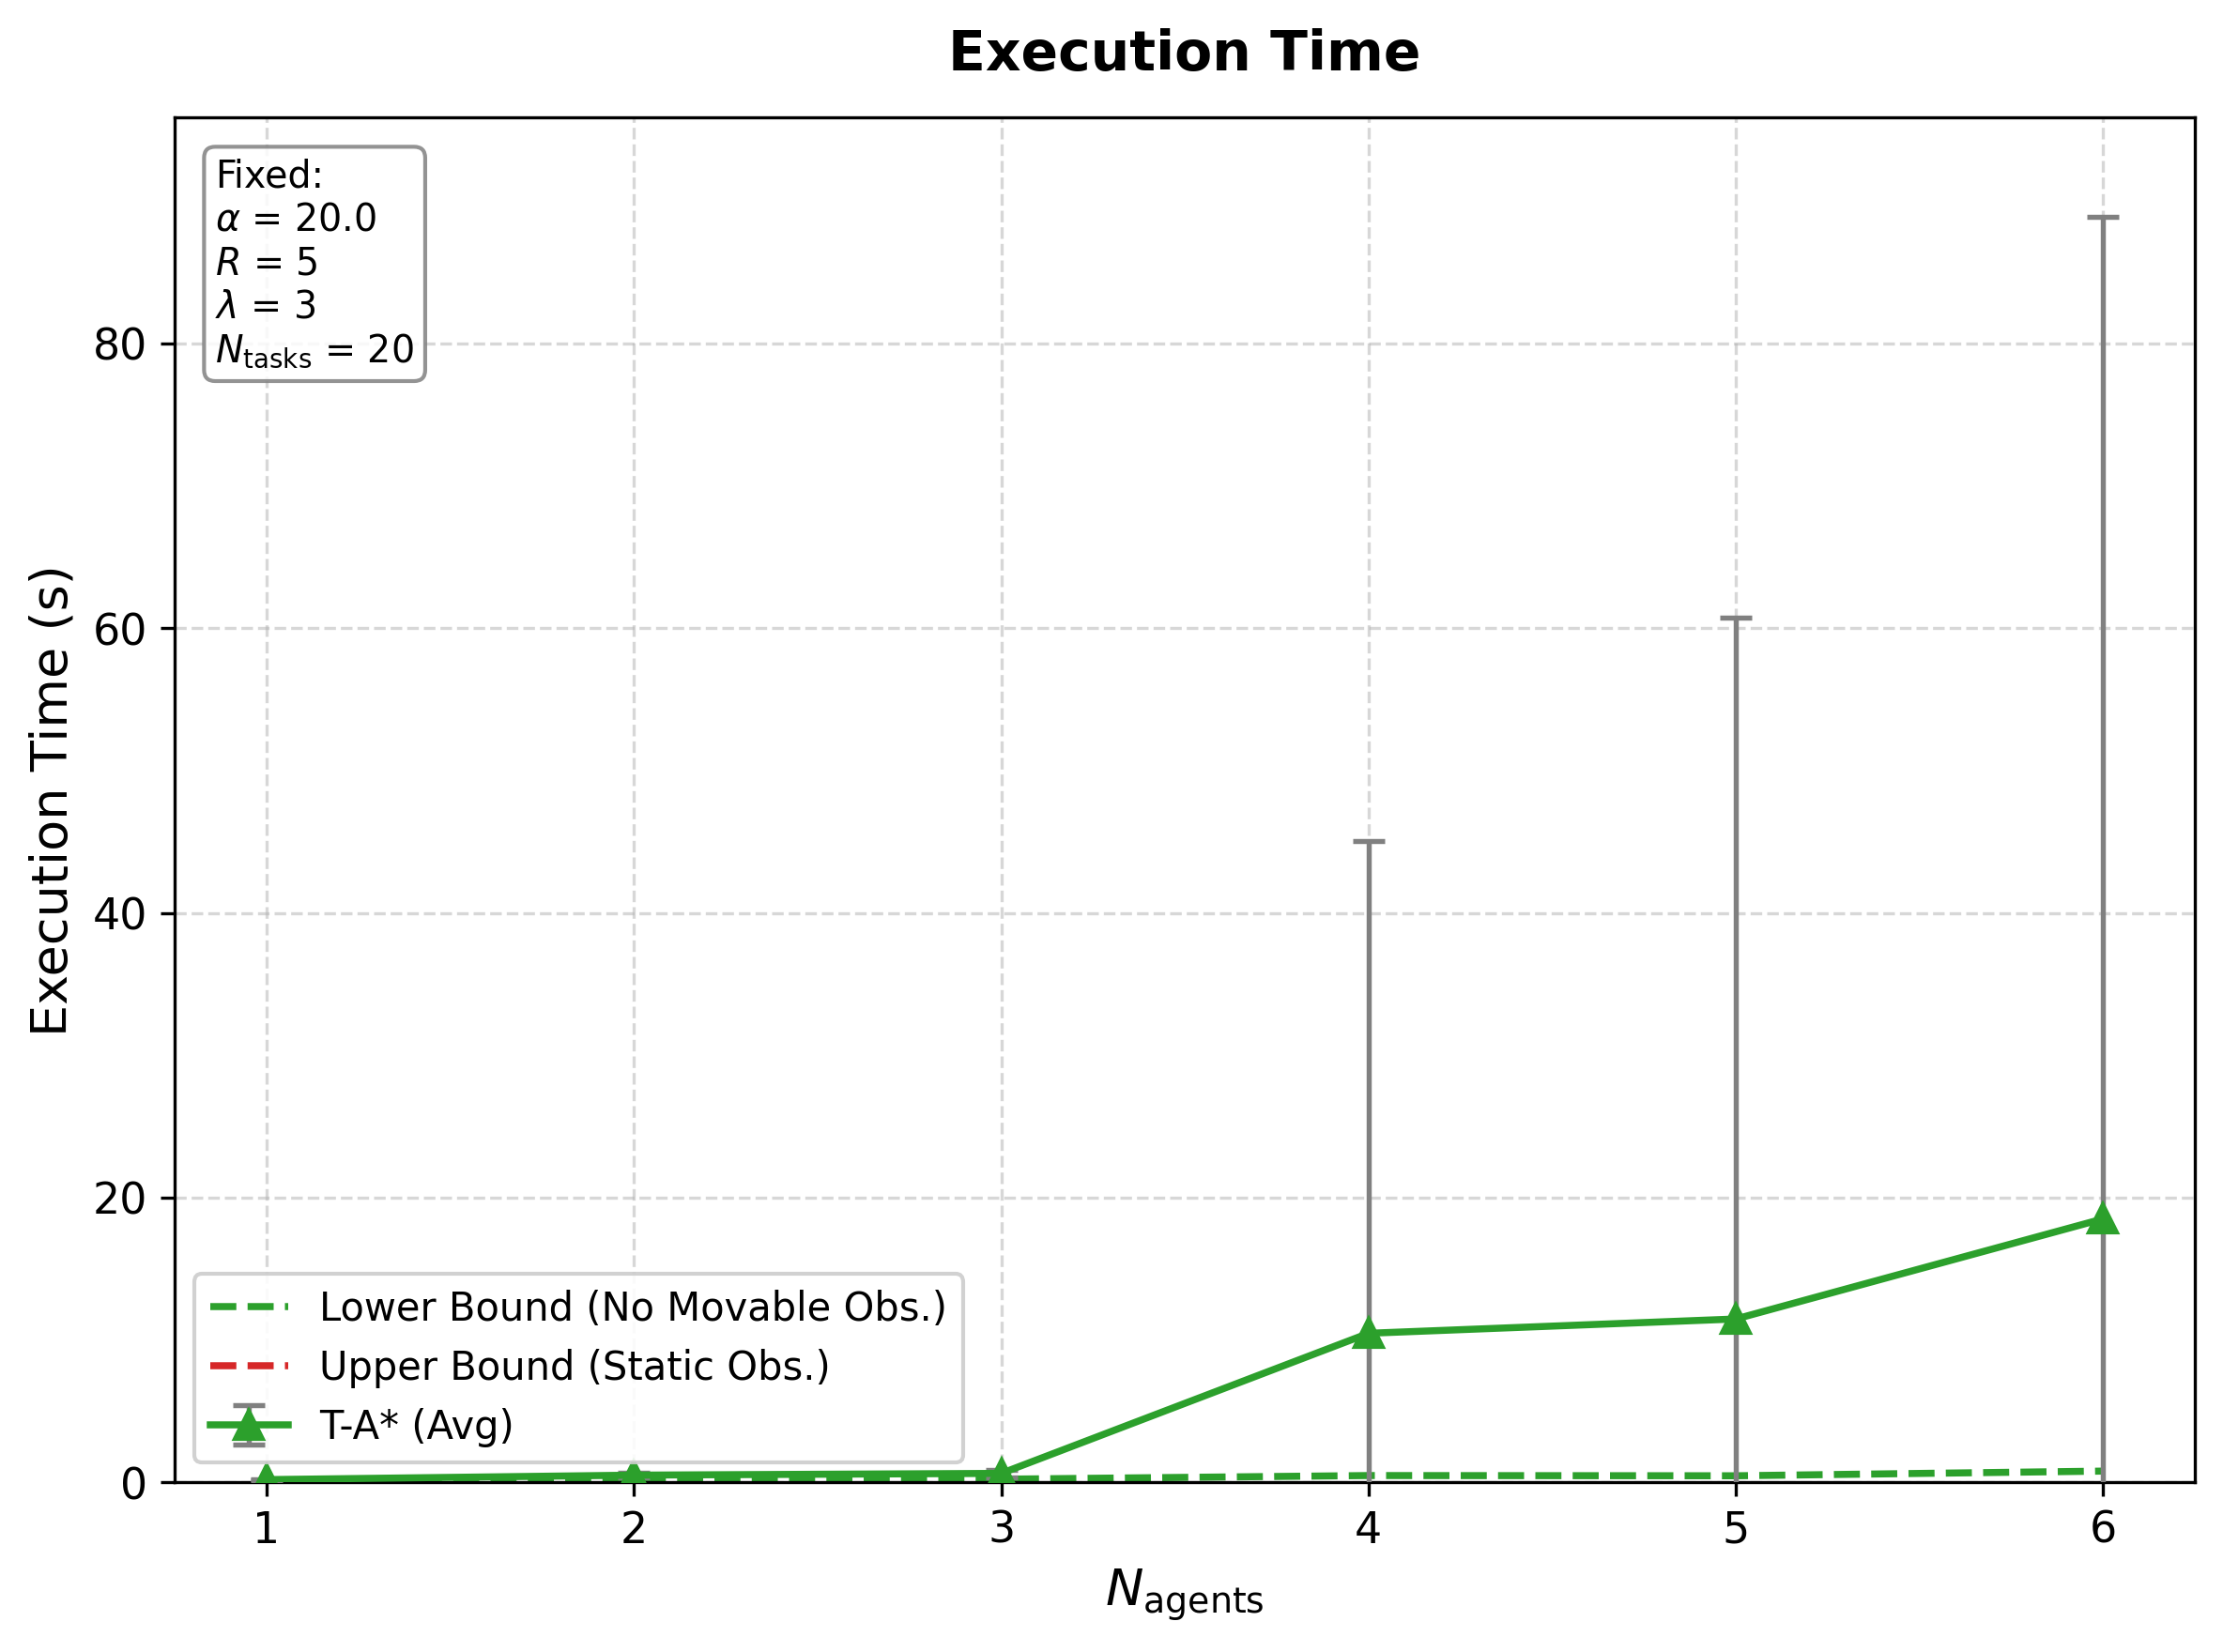 Execution Time
Fixed:
α = 20.0
R = 5
λ = 3
N_tasks = 20
Execution Time (s)
80
60
40
20
0
Lower Bound (No Movable Obs.)
Upper Bound (Static Obs.)
T-A* (Avg)
1 2 3 4 5 6
N_agents